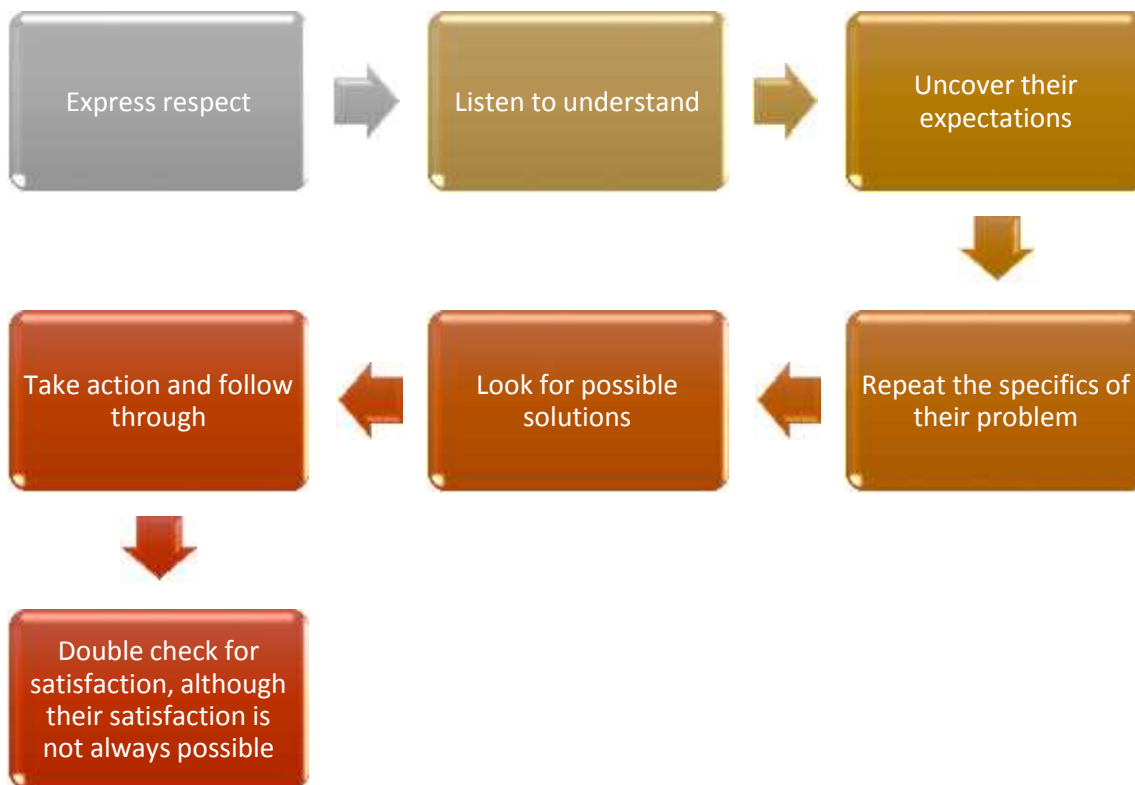 Express respect
Listen to understand
Uncover their
expectations
Repeat the specifics of
their problem
Look for possible
solutions
Take action and follow
through
Double check for
satisfaction, although
their satisfaction is
not always possible